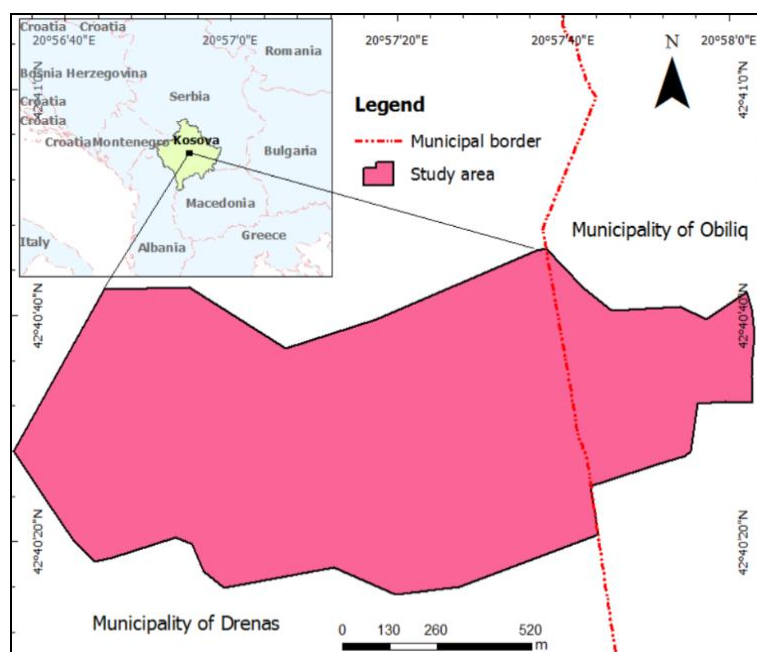 20°56'40"E 20°57'0"E 20°57'20"E 20°57'40"E 20°58'0"E
Croatia Croatia
Romania
Bosnia Herzegovina
42°41'0"N
42°41'0"N
N
Serbia
Croatia
Croatia
Croatia Montenegro
Kosova
Bulgaria
Macedonia
Italy
Albania
Greece
Legend
Municipal border
Study area
Municipality of Obiliq
42°40'40"N
42°40'40"N
42°40'20"N
42°40'20"N
Municipality of Drenas
0 130 260 520
m